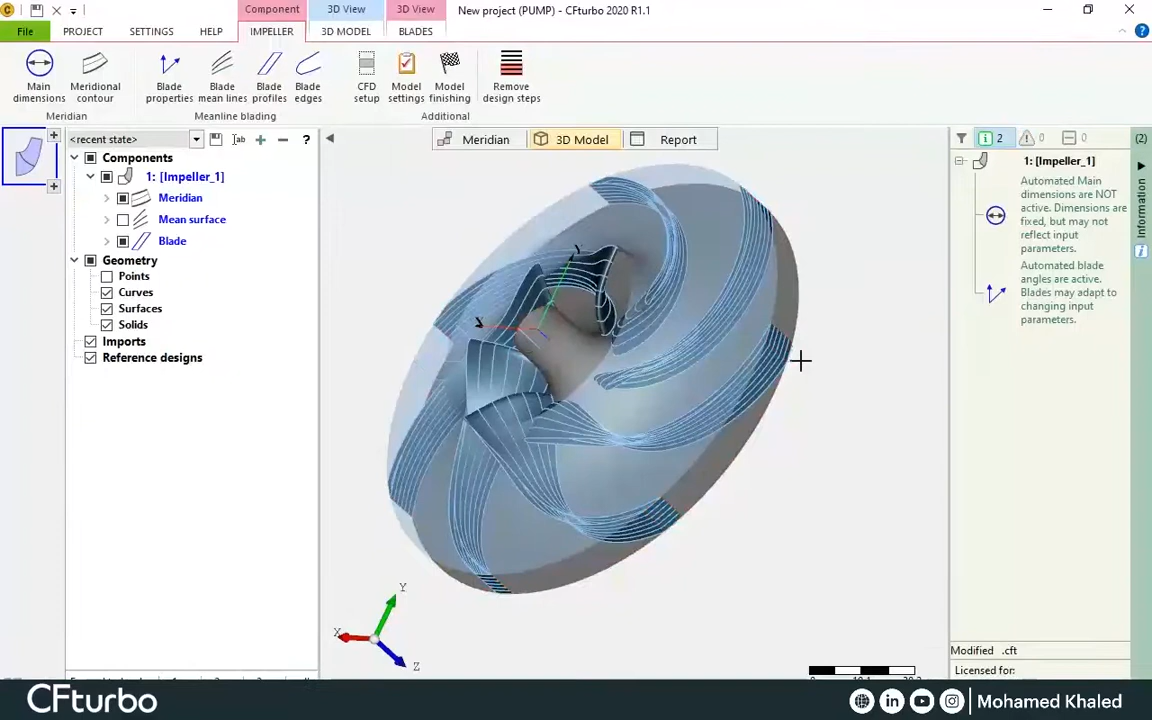 Component 3D View 3D View New project (PUMP) - CFturbo 2020 R1.1
File PROJECT SETTINGS HELP IMPELLER 3D MODEL BLADES
Main dimensions
Meridional contour
Blade properties
Blade mean lines
Blade profiles
Blade edges
CFD setup
Model settings
Model finishing
Remove design steps
Meridian Meanline blading Additional
<recent state>
Components
1: [Impeller_1]
Meridian
Mean surface
Blade
Geometry
Points
Curves
Surfaces
Solids
Imports
Reference designs
Meridian 3D Model Report
2 0 0 (2)
1: [Impeller_1]
Automated Main
dimensions are NOT
active. Dimensions are
fixed, but may not
reflect input
parameters.
Automated blade
angles are active.
Blades may adapt to
changing input
parameters.
Information
Y
X
Z
Modified .cft
Licensed for:
CFturbo
Mohamed Khaled